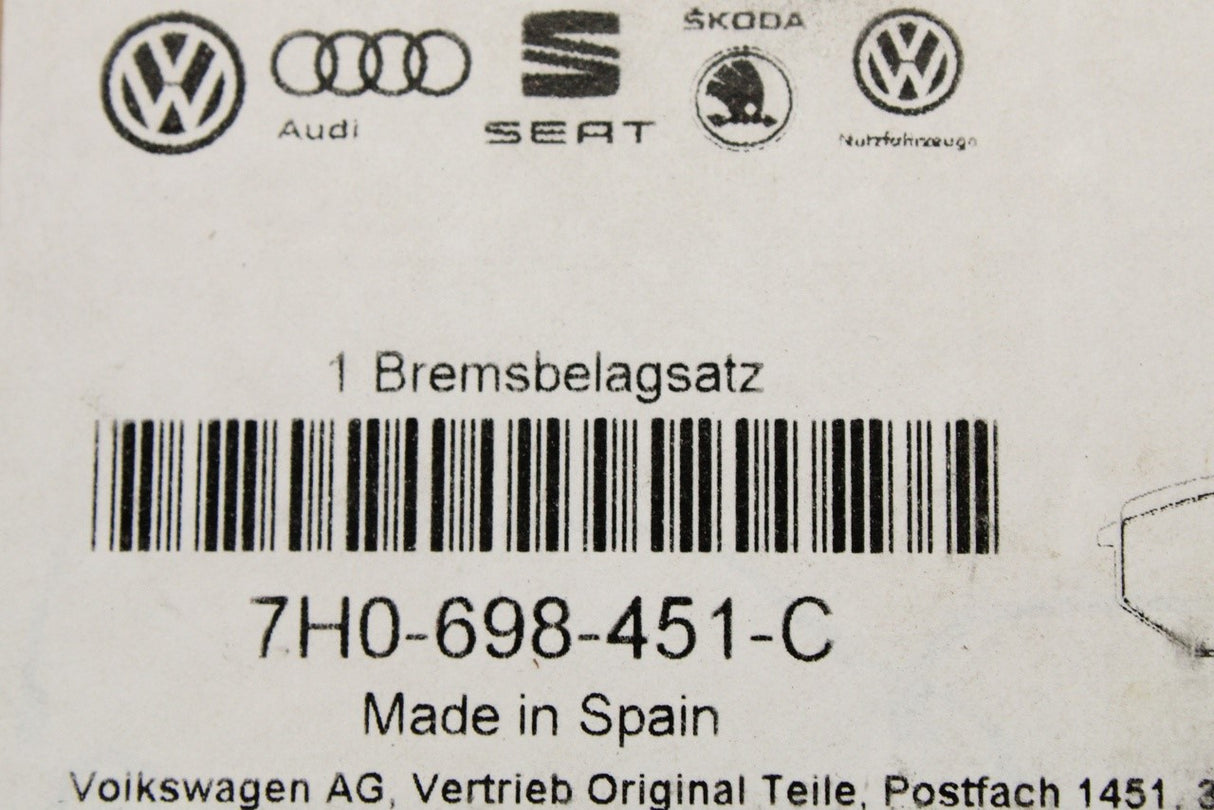 Audi
SEAT
ŠKODA
Nutzfahrzeuge
1 Bremsbelagsatz
7H0-698-451-C
Made in Spain
Volkswagen AG, Vertrieb Original Teile, Postfach 1451, 3